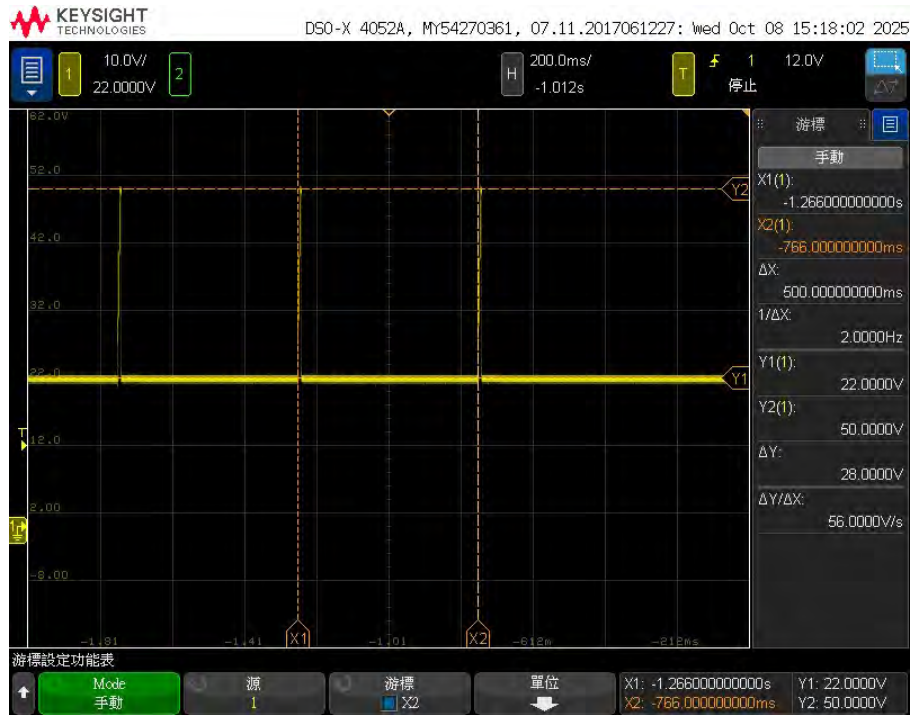 KEYSIGHT
TECHNOLOGIES
DSO-X 4052A, MY54270361, 07.11.2017061227: Wed Oct 08 15:18:02 2025
1
10.0V/
22.0000V
2
H
200.0ms/
-1.012s
T
1
12.0V
停止
62.0V
52.0
42.0
32.0
22.0
12.0
2.00
-8.00
Y2
Y1
T
1
-1.81
-1.41
X1
-1.01
X2
-612m
-212ms
游標
手動
X1(1):
-1.266000000000s
X2(1):
-766.000000000ms
ΔX:
500.000000000ms
1/ΔX:
2.0000Hz
Y1(1):
22.0000V
Y2(1):
50.0000V
ΔY:
28.0000V
ΔY/ΔX:
56.0000V/s
游標設定功能表
Mode
手動
源
1
游標
X2
單位
X1: -1.266000000000s
X2: -766.000000000ms
Y1: 22.0000V
Y2: 50.0000V